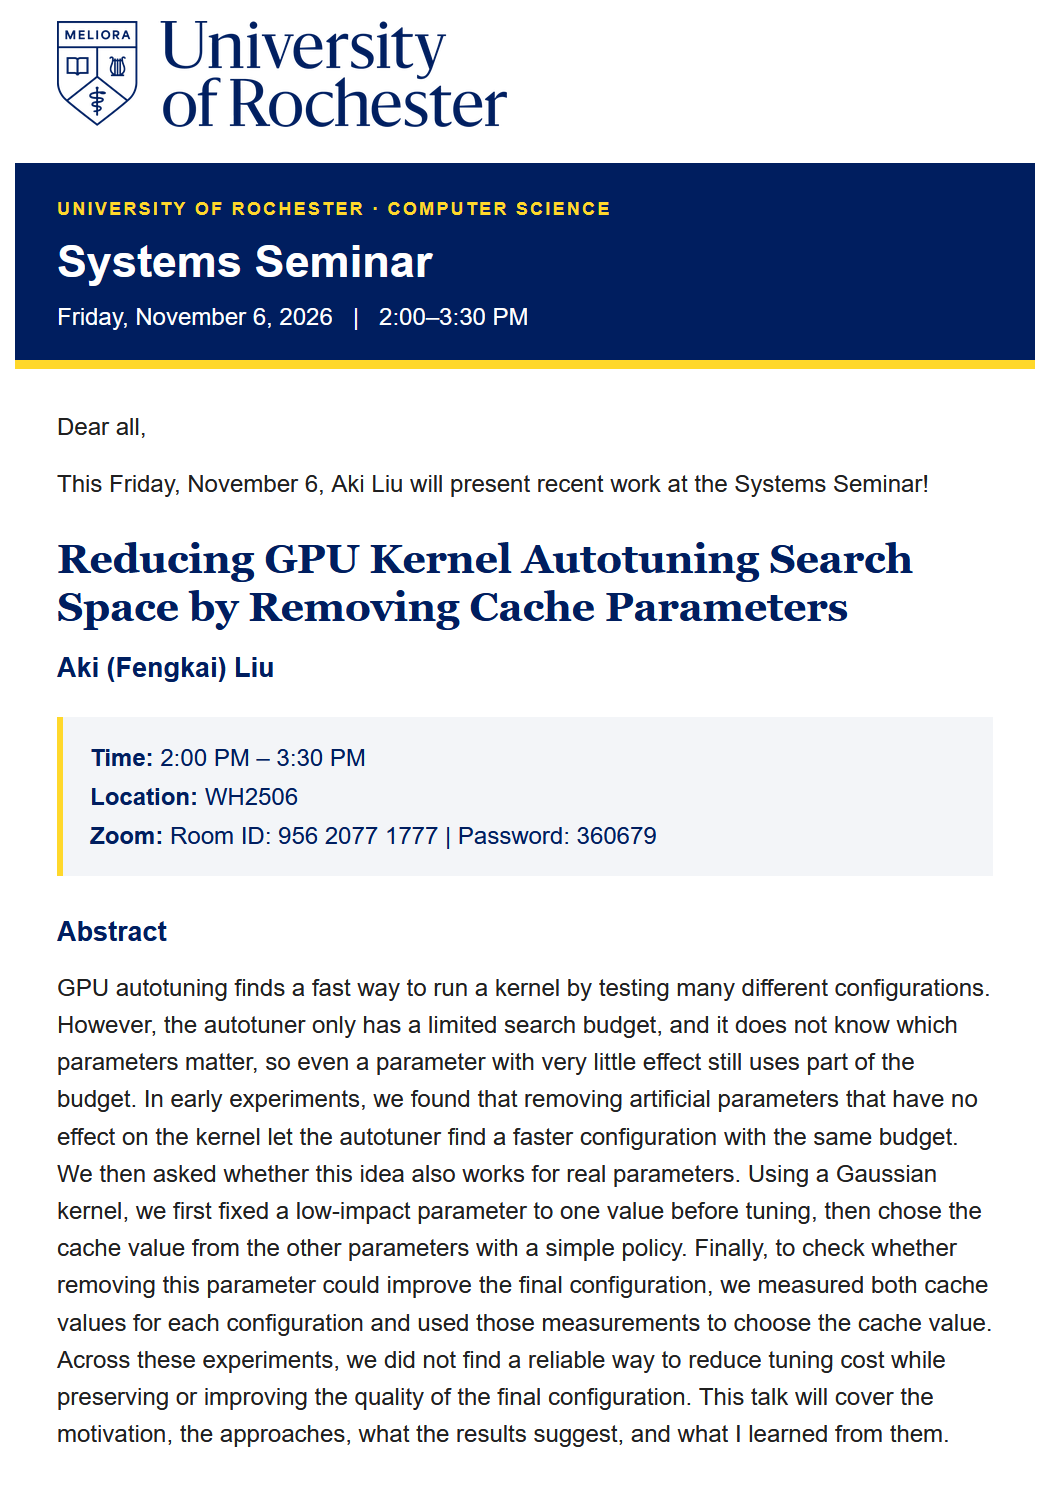 MELIORA
University
of Rochester
UNIVERSITY OF ROCHESTER · COMPUTER SCIENCE
Systems Seminar
Friday, November 6, 2026 | 2:00–3:30 PM
Dear all,
This Friday, November 6, Aki Liu will present recent work at the Systems Seminar!
Reducing GPU Kernel Autotuning Search
Space by Removing Cache Parameters
Aki (Fengkai) Liu
Time: 2:00 PM – 3:30 PM
Location: WH2506
Zoom: Room ID: 956 2077 1777 | Password: 360679
Abstract
GPU autotuning finds a fast way to run a kernel by testing many different configurations.
However, the autotuner only has a limited search budget, and it does not know which
parameters matter, so even a parameter with very little effect still uses part of the
budget. In early experiments, we found that removing artificial parameters that have no
effect on the kernel let the autotuner find a faster configuration with the same budget.
We then asked whether this idea also works for real parameters. Using a Gaussian
kernel, we first fixed a low-impact parameter to one value before tuning, then chose the
cache value from the other parameters with a simple policy. Finally, to check whether
removing this parameter could improve the final configuration, we measured both cache
values for each configuration and used those measurements to choose the cache value.
Across these experiments, we did not find a reliable way to reduce tuning cost while
preserving or improving the quality of the final configuration. This talk will cover the
motivation, the approaches, what the results suggest, and what I learned from them.